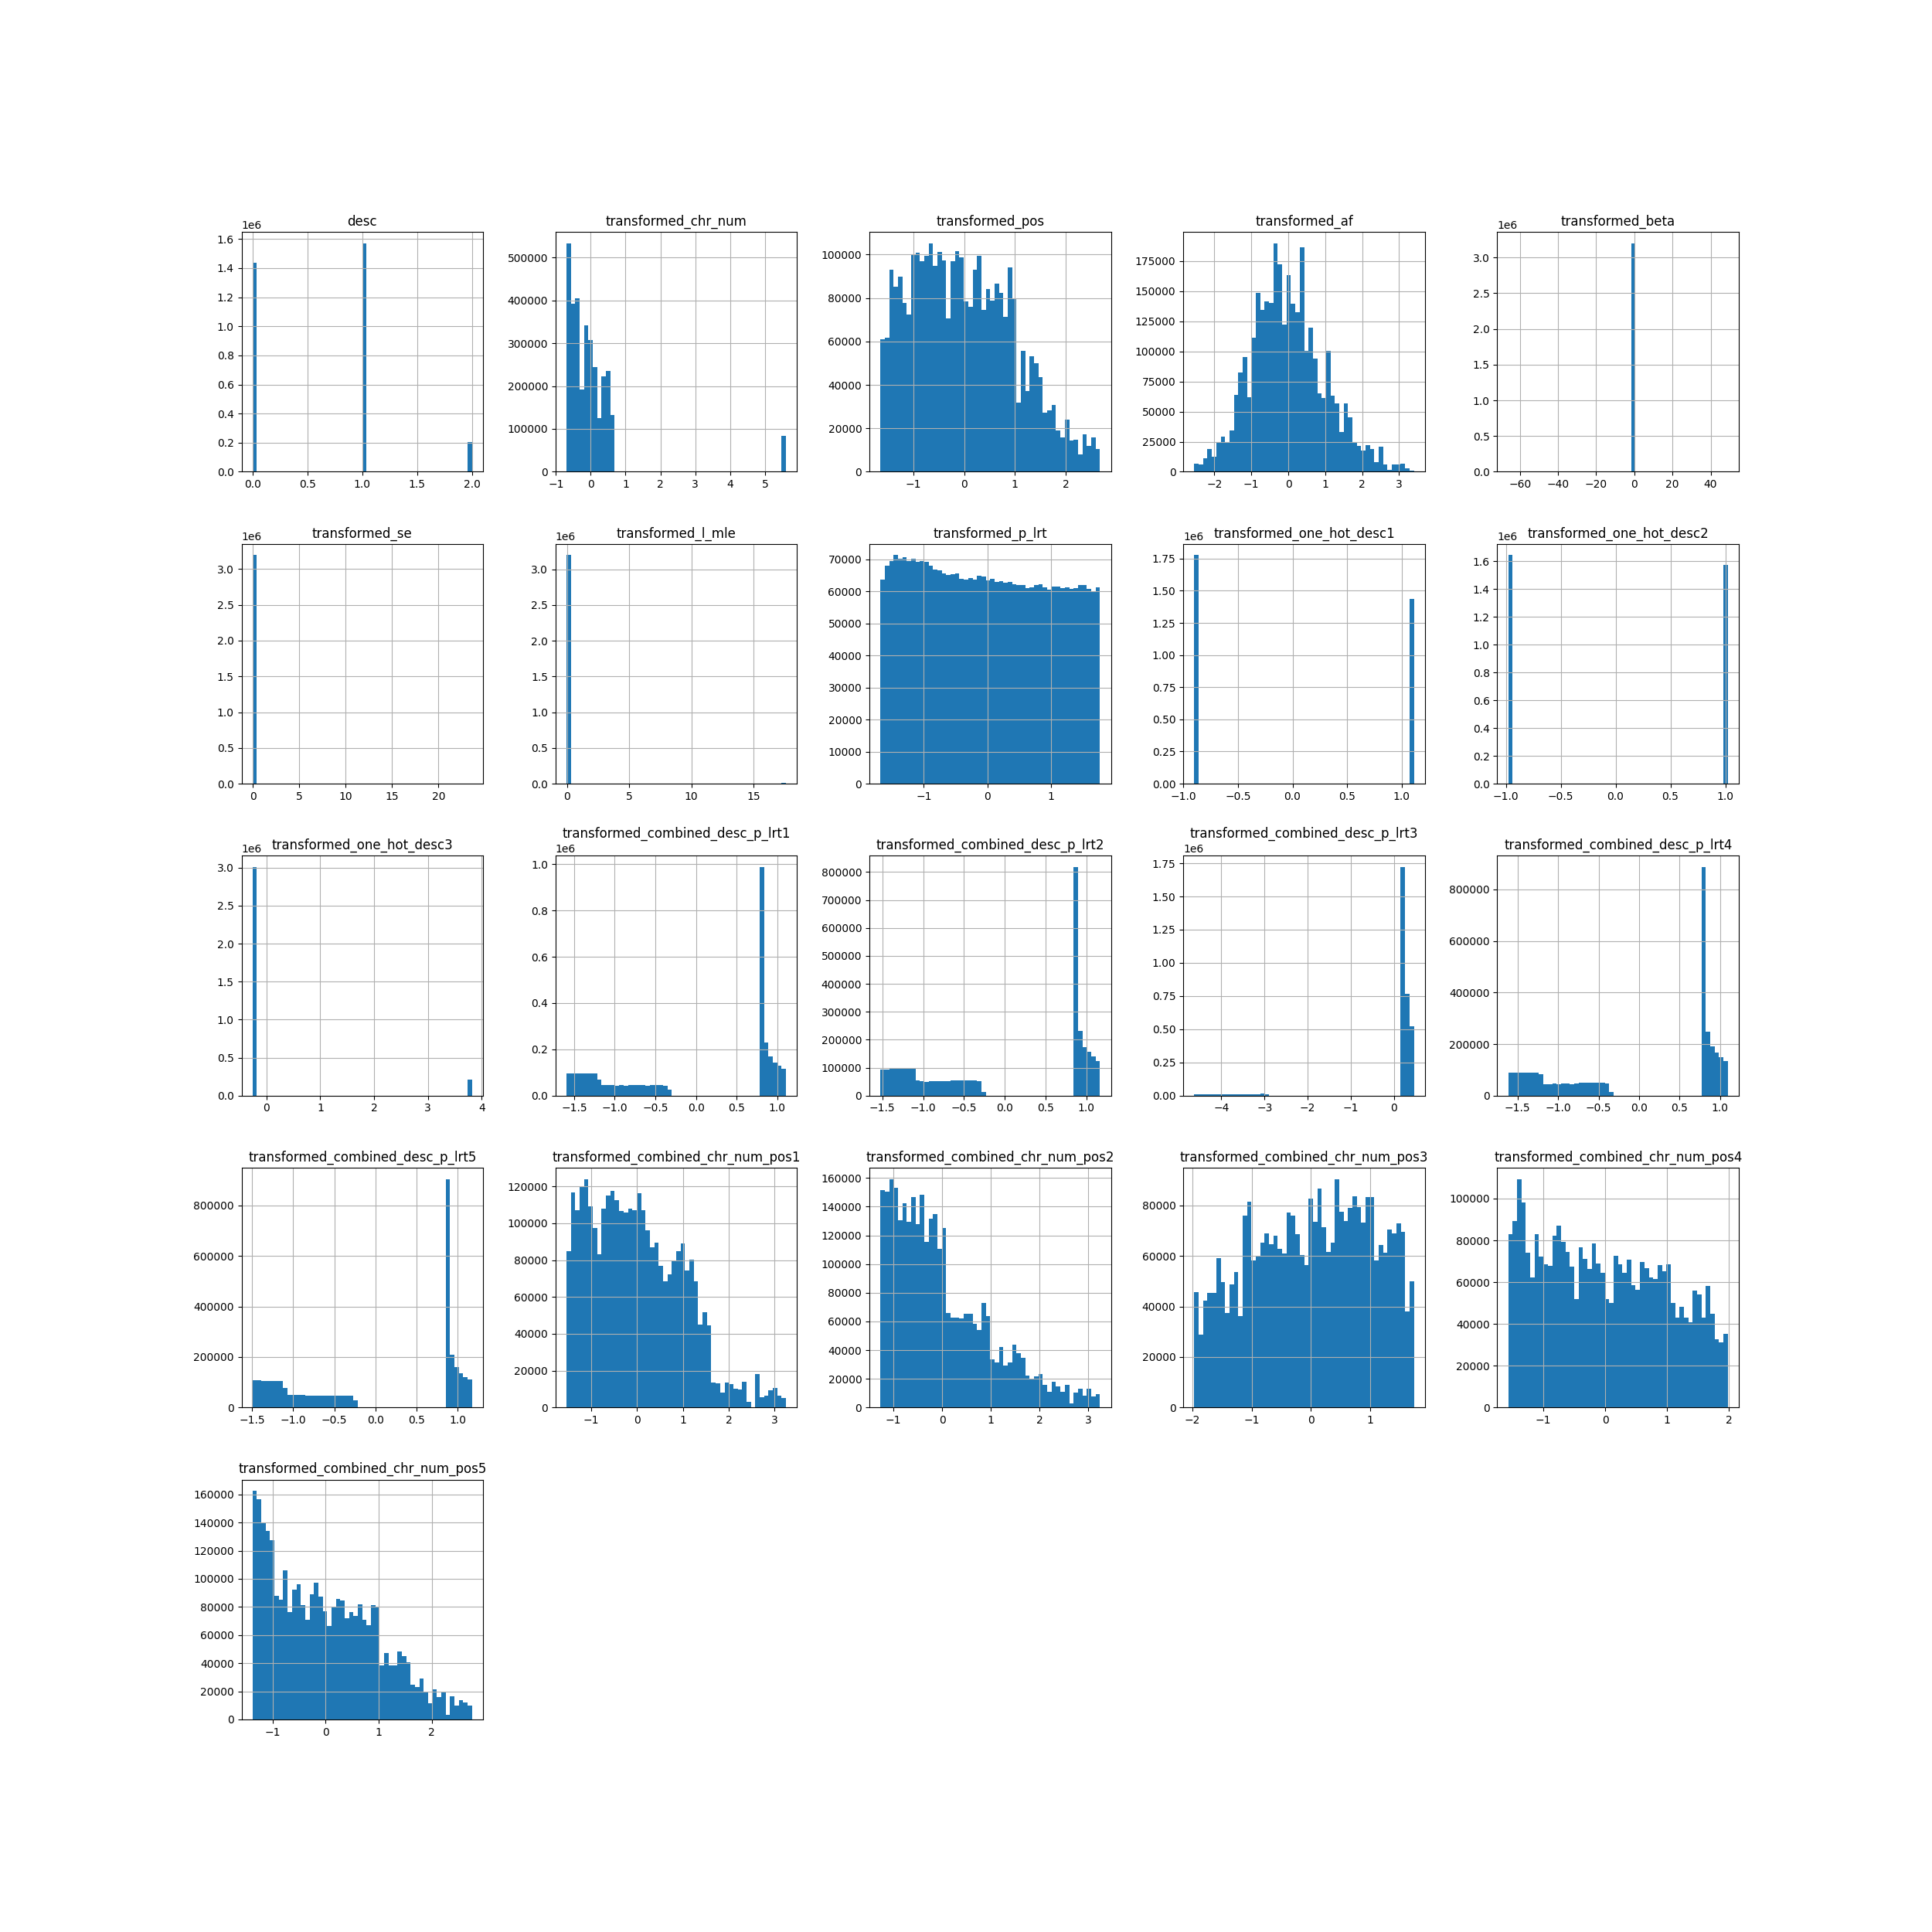 desc
1e6
1.6
1.4
1.2
1.0
0.8
0.6
0.4
0.2
0.0
0.0 0.5 1.0 1.5 2.0
transformed_chr_num
500000
400000
300000
200000
100000
0
−1 0 1 2 3 4 5
transformed_pos
100000
80000
60000
40000
20000
0
−1 0 1 2
transformed_af
175000
150000
125000
100000
75000
50000
25000
0
−2 −1 0 1 2 3
transformed_beta
1e6
3.0
2.5
2.0
1.5
1.0
0.5
0.0
−60 −40 −20 0 20 40
transformed_se
1e6
3.0
2.5
2.0
1.5
1.0
0.5
0.0
0 5 10 15 20
transformed_l_mle
1e6
3.0
2.5
2.0
1.5
1.0
0.5
0.0
0 5 10 15
transformed_p_lrt
70000
60000
50000
40000
30000
20000
10000
0
−1 0 1
transformed_one_hot_desc1
1e6
1.75
1.50
1.25
1.00
0.75
0.50
0.25
0.00
−1.0 −0.5 0.0 0.5 1.0
transformed_one_hot_desc2
1e6
1.6
1.4
1.2
1.0
0.8
0.6
0.4
0.2
0.0
−1.0 −0.5 0.0 0.5 1.0
transformed_one_hot_desc3
1e6
3.0
2.5
2.0
1.5
1.0
0.5
0.0
0 1 2 3 4
transformed_combined_desc_p_lrt1
1e6
1.0
0.8
0.6
0.4
0.2
0.0
−1.5 −1.0 −0.5 0.0 0.5 1.0
transformed_combined_desc_p_lrt2
800000
700000
600000
500000
400000
300000
200000
100000
0
−1.5 −1.0 −0.5 0.0 0.5 1.0
transformed_combined_desc_p_lrt3
1e6
1.75
1.50
1.25
1.00
0.75
0.50
0.25
0.00
−4 −3 −2 −1 0
transformed_combined_desc_p_lrt4
800000
600000
400000
200000
0
−1.5 −1.0 −0.5 0.0 0.5 1.0
transformed_combined_desc_p_lrt5
800000
600000
400000
200000
0
−1.5 −1.0 −0.5 0.0 0.5 1.0
transformed_combined_chr_num_pos1
120000
100000
80000
60000
40000
20000
0
−1 0 1 2 3
transformed_combined_chr_num_pos2
160000
140000
120000
100000
80000
60000
40000
20000
0
−1 0 1 2 3
transformed_combined_chr_num_pos3
80000
60000
40000
20000
0
−2 −1 0 1
transformed_combined_chr_num_pos4
100000
80000
60000
40000
20000
0
−1 0 1 2
transformed_combined_chr_num_pos5
160000
140000
120000
100000
80000
60000
40000
20000
0
−1 0 1 2